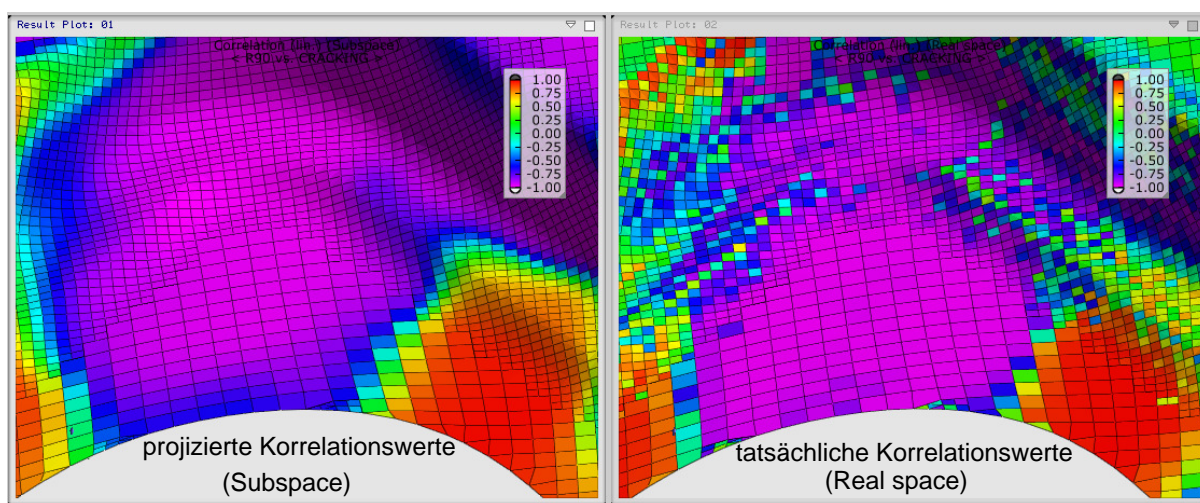 Result Plot: 01
Correlation (lin ) (Subspace)
< R90 vs. CRACKING >
1.00
0.75
0.50
0.25
0.00
-0.25
-0.50
-0.75
-1.00
projizierte Korrelationswerte
(Subspace)
Result Plot: 02
Correlation (lin ) (Real space)
< R90 vs. CRACKING >
1.00
0.75
0.50
0.25
0.00
-0.25
-0.50
-0.75
-1.00
tatsächliche Korrelationswerte
(Real space)